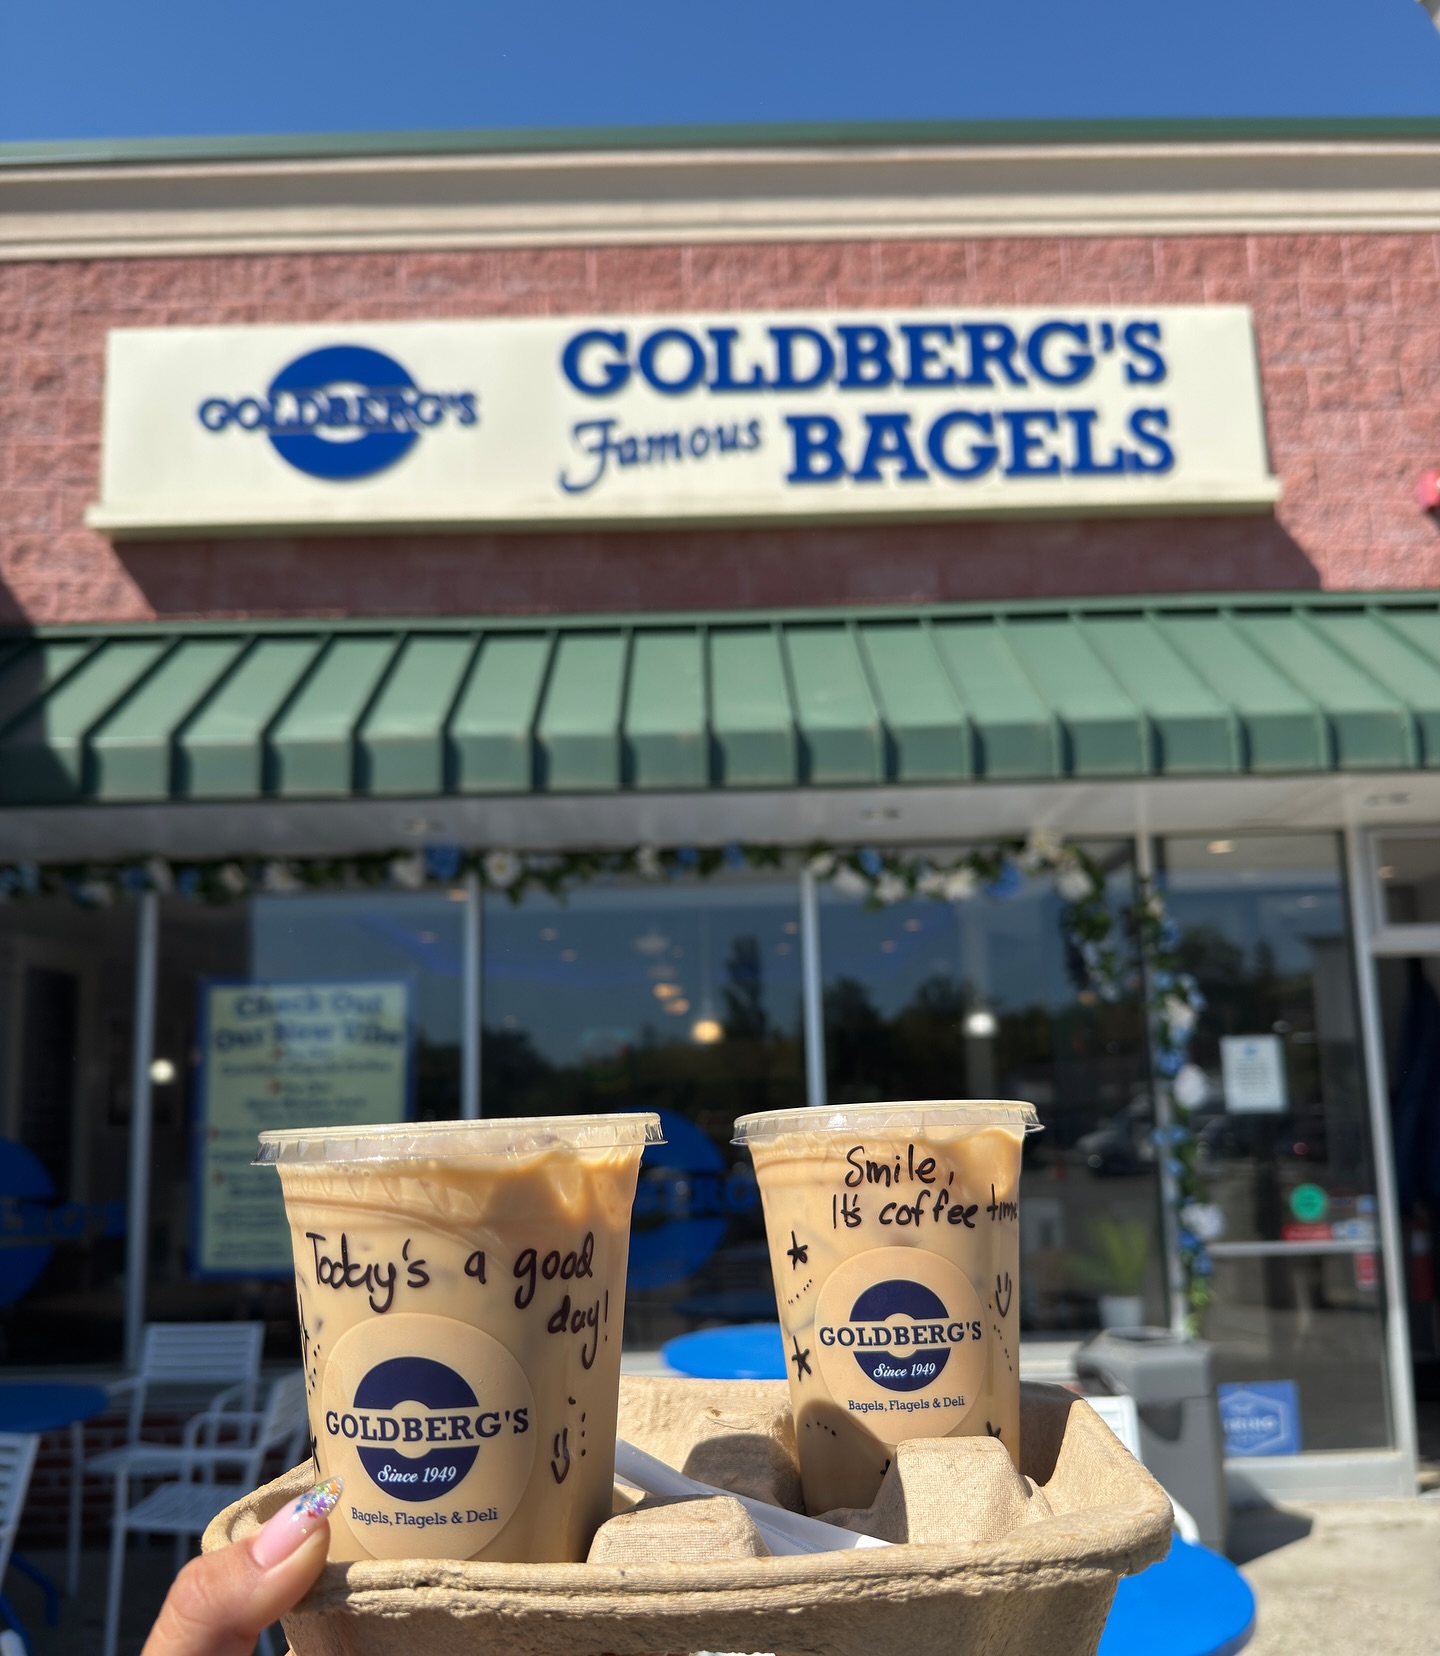 GOLDBERG'S
GOLDBERG'S
Famous BAGELS
Check Out
Our New Vibe
Today's a good
day!
GOLDBERG'S
Since 1949
Bagels, Flagels & Deli
Smile,
It's coffee time
GOLDBERG'S
Since 1949
Bagels, Flagels & Deli